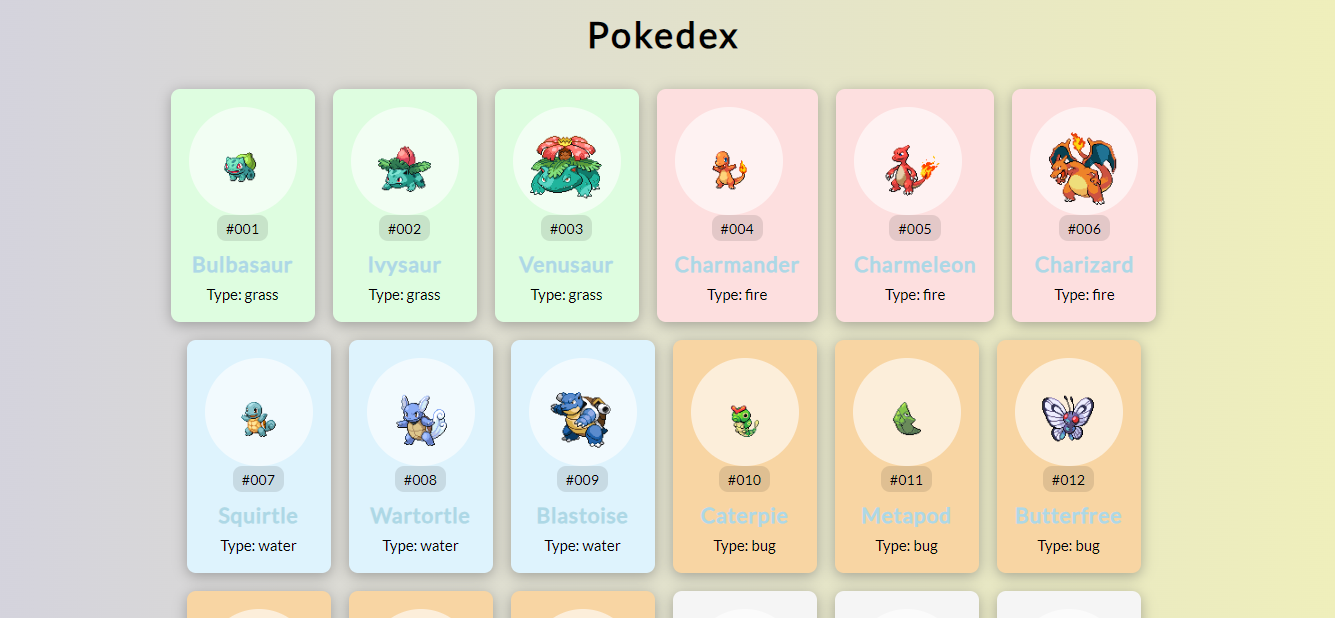 Pokedex
#001
Bulbasaur
Type: grass
#002
Ivysaur
Type: grass
#003
Venusaur
Type: grass
#004
Charmander
Type: fire
#005
Charmeleon
Type: fire
#006
Charizard
Type: fire
#007
Squirtle
Type: water
#008
Wartortle
Type: water
#009
Blastoise
Type: water
#010
Caterpie
Type: bug
#011
Metapod
Type: bug
#012
Butterfree
Type: bug